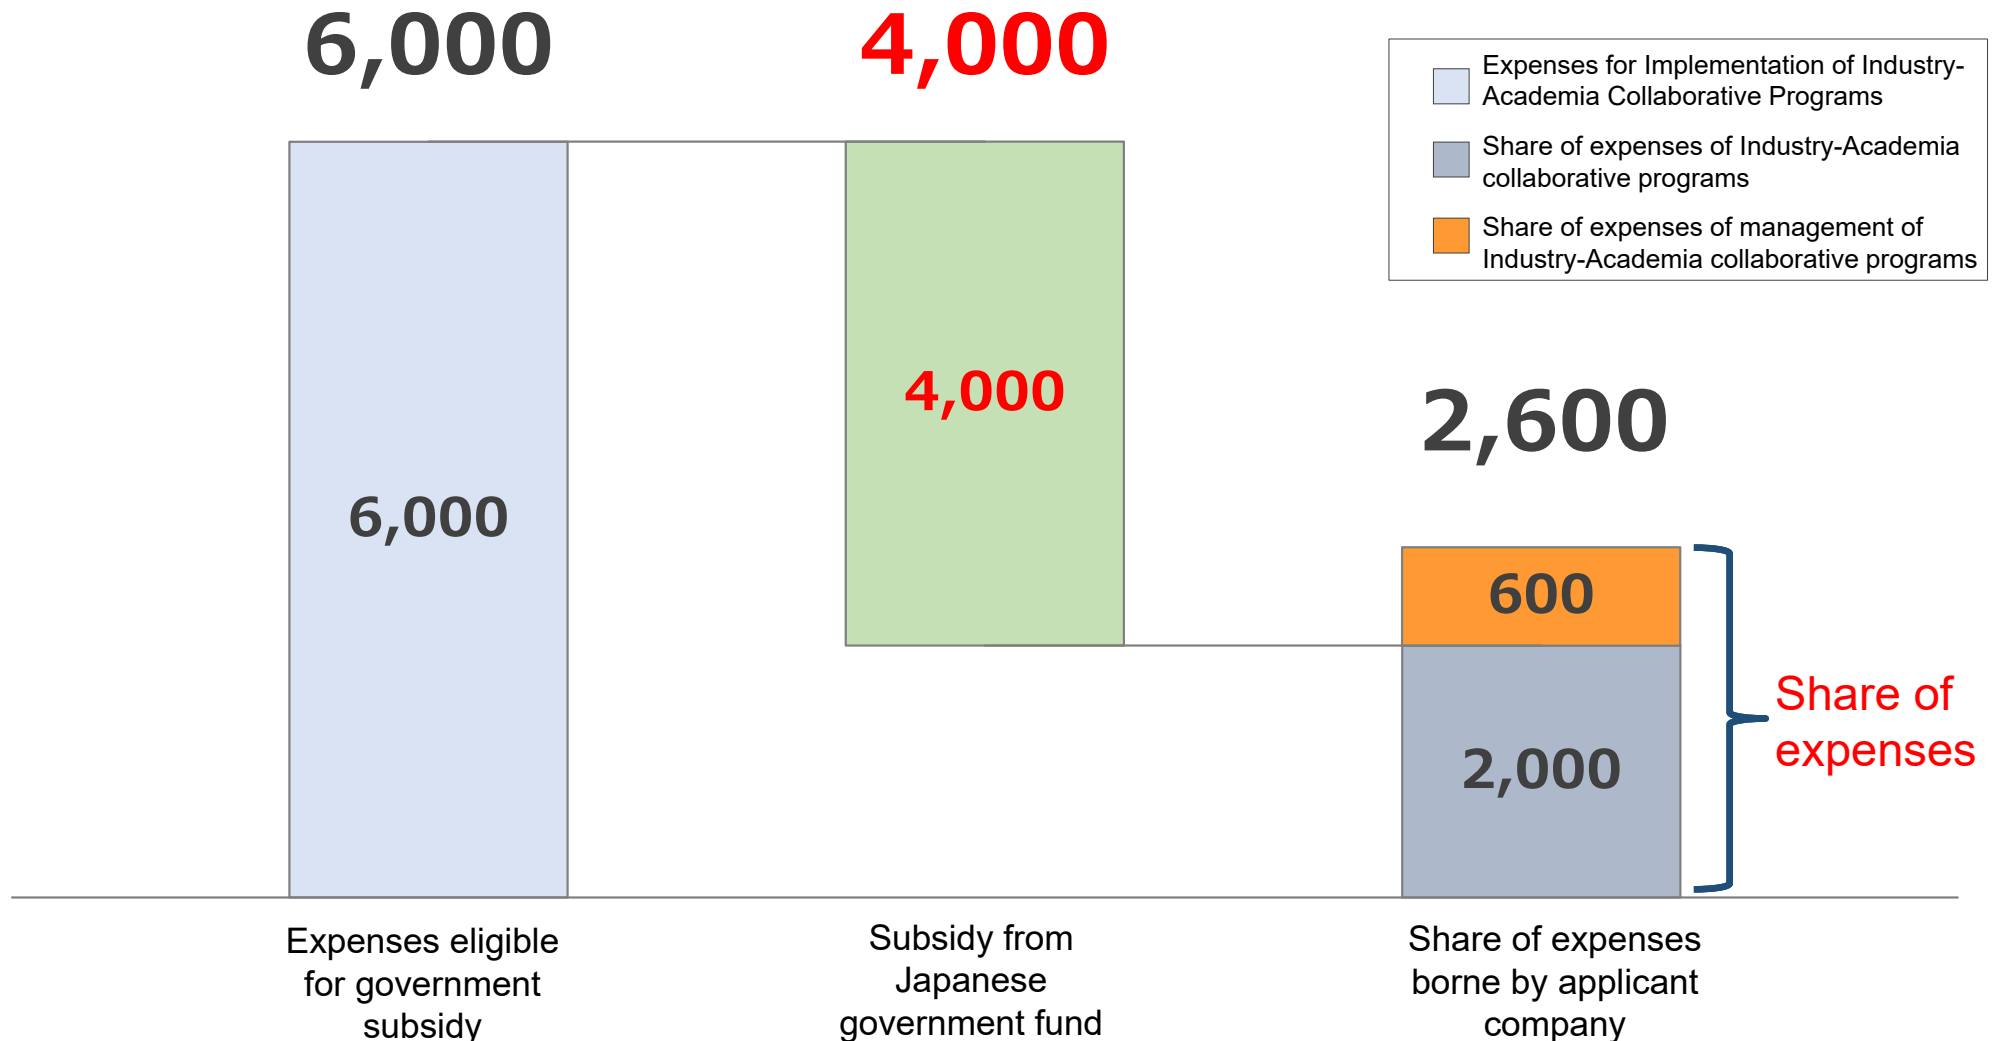 6,000
4,000
Expenses for Implementation of Industry-
Academia Collaborative Programs
Share of expenses of Industry-Academia
collaborative programs
Share of expenses of management of
Industry-Academia collaborative programs
4,000
2,600
6,000
600
2,000
Share of
expenses
Expenses eligible
for government
subsidy
Subsidy from
Japanese
government fund
Share of expenses
borne by applicant
company